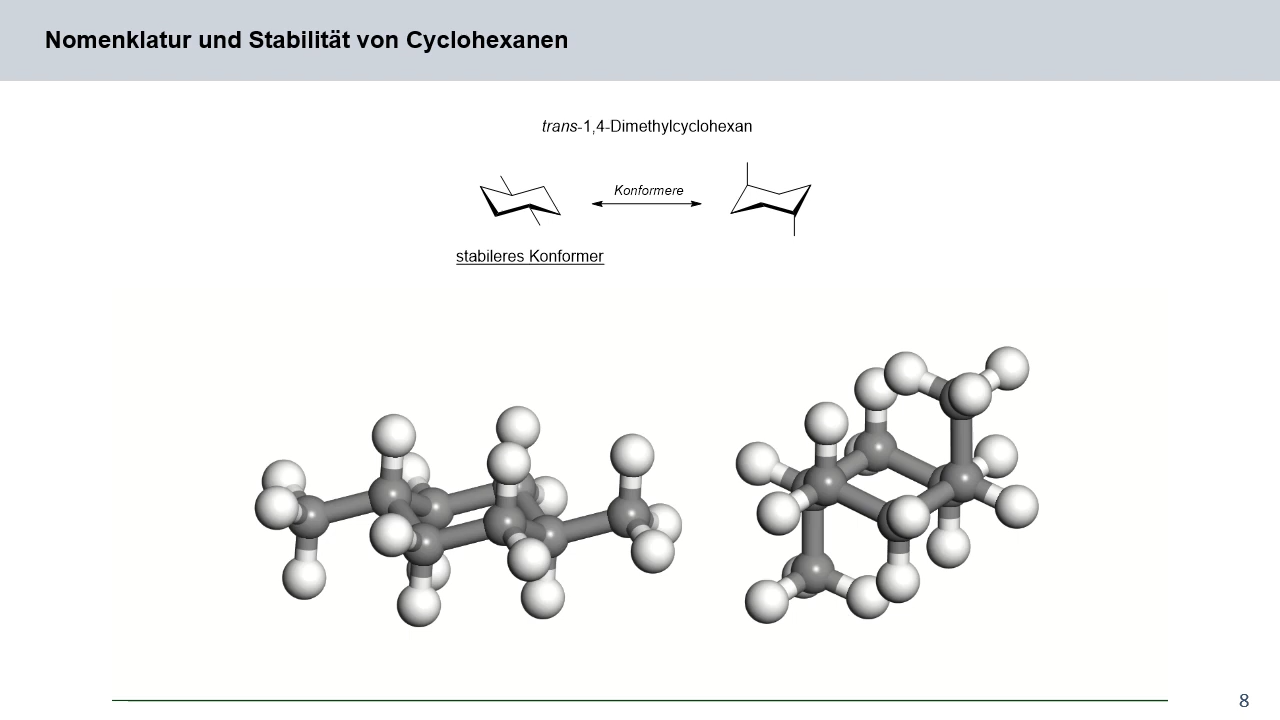 Nomenklatur und Stabilität von Cyclohexanen
trans-1,4-Dimethylcyclohexan
Konformere
stabileres Konformer
8